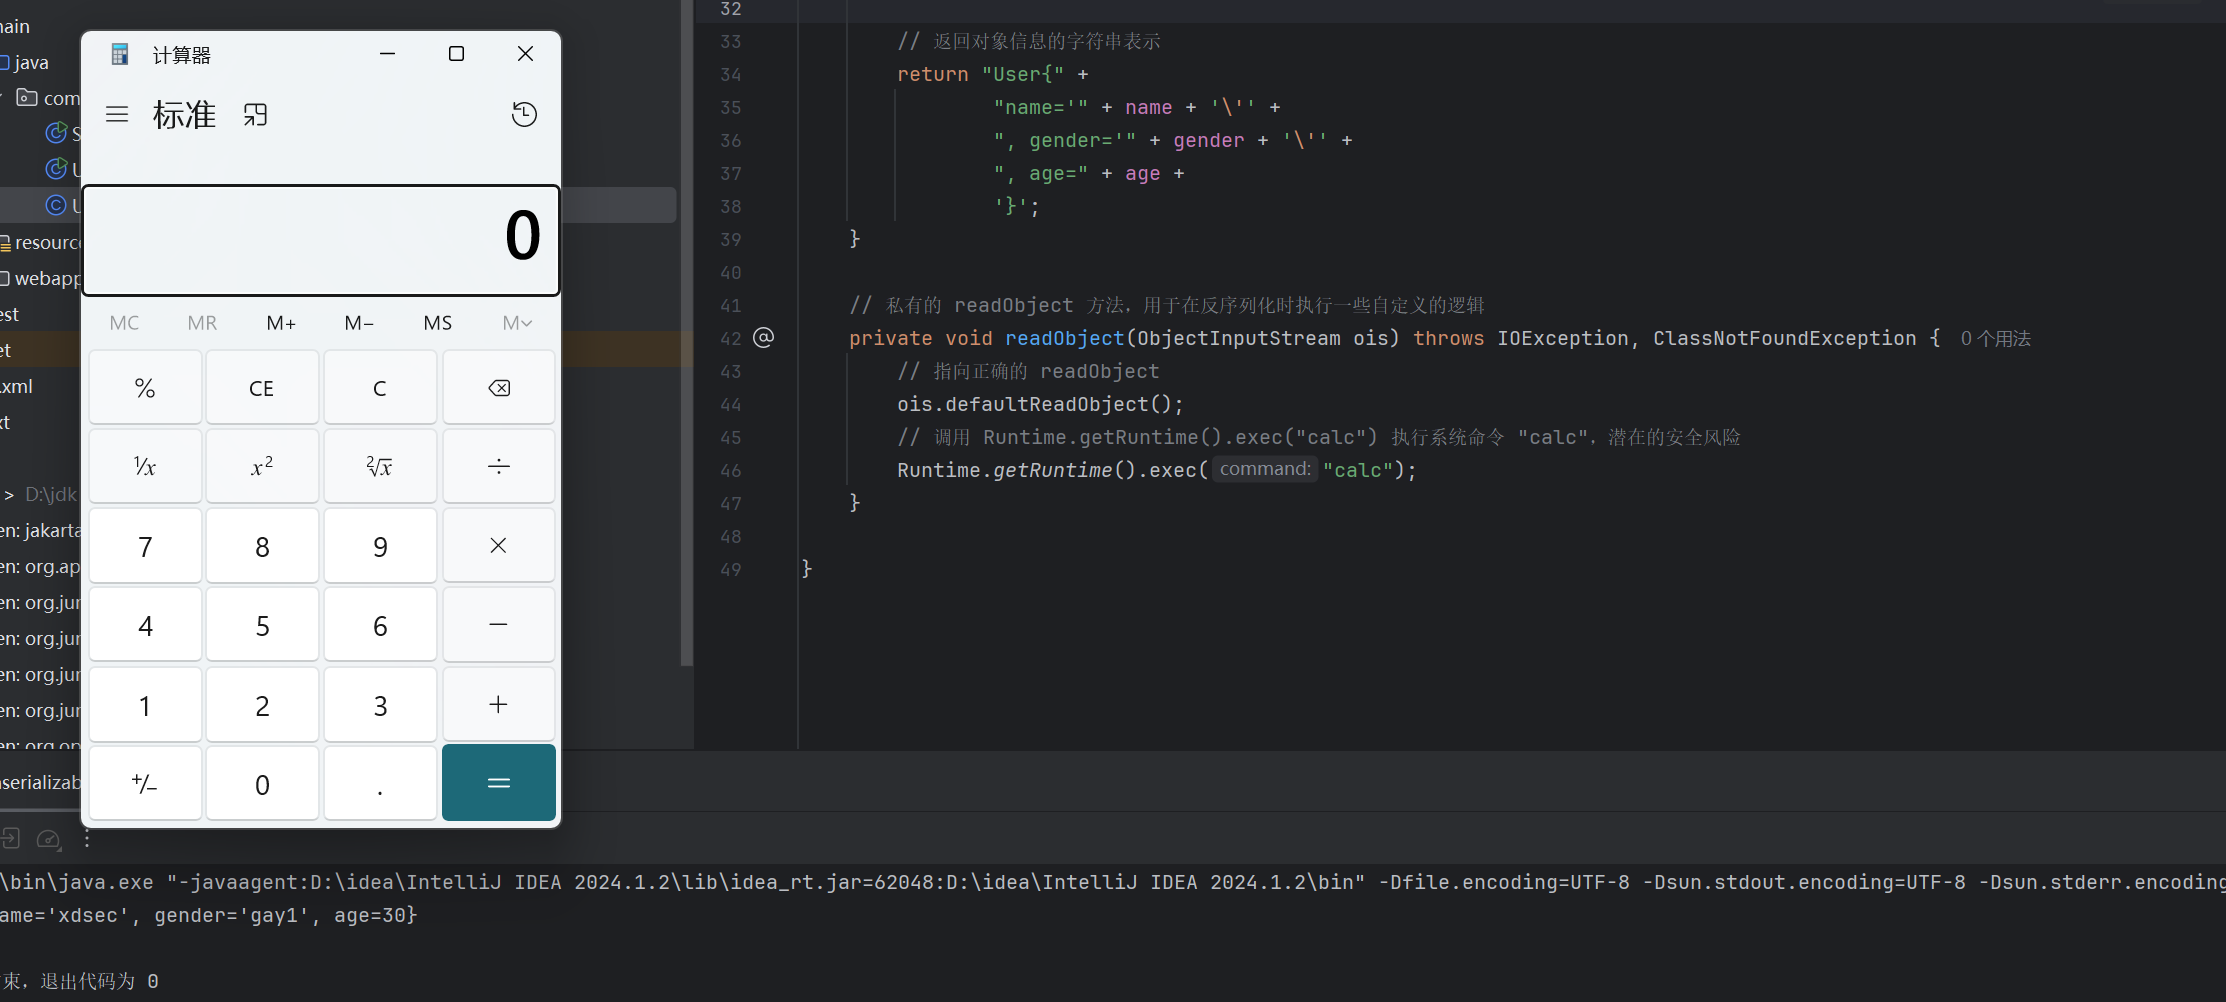 main
java
com
S
U
U
resourc
webapp
est
et
.xml
xt
> D:\jdk
en: jakarta
en: org.ap
en: org.jur
en: org.jur
en: org.jur
en: org.jur
en: org.op
serializab
计算器
标准
0
MC MR M+ M− MS M
% CE C
¹/x x² ²√x ÷
7 8 9 ×
4 5 6 −
1 2 3 +
+/− 0 . =
32
33 // 返回对象信息的字符串表示
34 return "User{" +
35 "name='" + name + '\'' +
36 ", gender='" + gender + '\'' +
37 ", age=" + age +
38 '}';
39 }
40
41 // 私有的 readObject 方法，用于在反序列化时执行一些自定义的逻辑
42 @ private void readObject(ObjectInputStream ois) throws IOException, ClassNotFoundException { 0 个用法
43 // 指向正确的 readObject
44 ois.defaultReadObject();
45 // 调用 Runtime.getRuntime().exec("calc") 执行系统命令 "calc"，潜在的安全风险
46 Runtime.getRuntime().exec( command: "calc");
47 }
48
49 }
\bin\java.exe "-javaagent:D:\idea\IntelliJ IDEA 2024.1.2\lib\idea_rt.jar=62048:D:\idea\IntelliJ IDEA 2024.1.2\bin" -Dfile.encoding=UTF-8 -Dsun.stdout.encoding=UTF-8 -Dsun.stderr.encoding
ame='xdsec', gender='gay1', age=30}
束，退出代码为 0